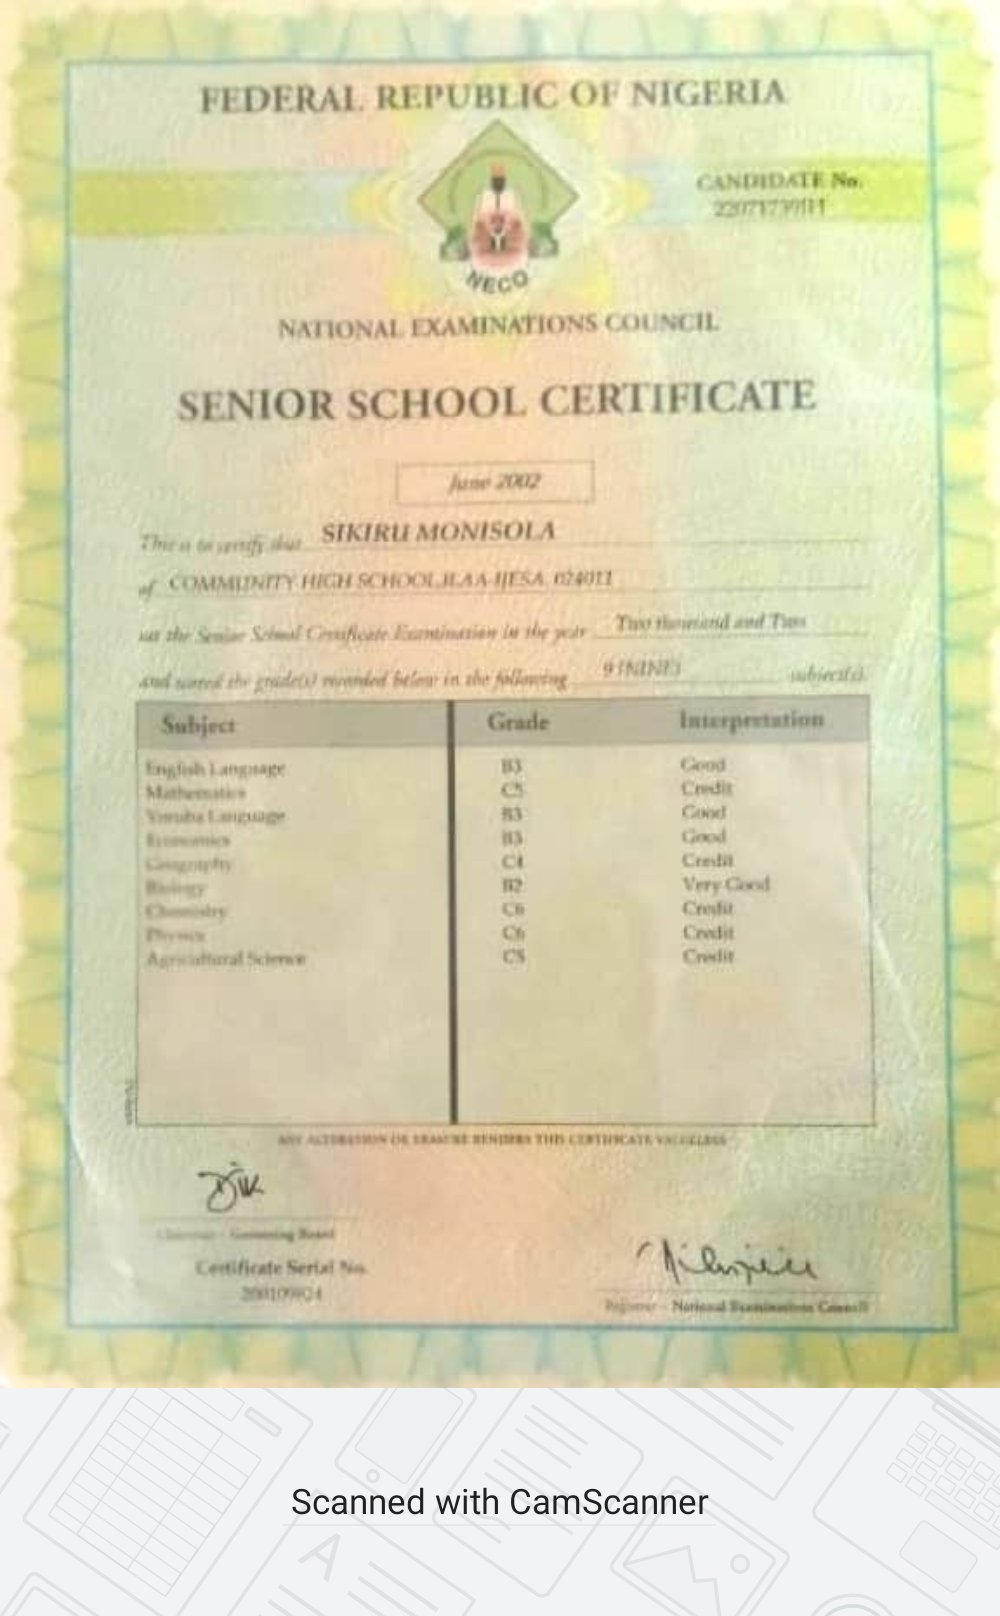 FEDERAL REPUBLIC OF NIGERIA
CANDIDATE No.
NECO
NATIONAL EXAMINATIONS COUNCIL
SENIOR SCHOOL CERTIFICATE
June 2002
This is to certify that SIKIRU MONISOLA
of COMMUNITY HIGH SCHOOL ILAA-IJESA. 024011
sat the Senior School Certificate Examination in the year Two thousand and Two
and scored the grade(s) recorded below in the following 9 [NINE] subject(s).
Subject Grade Interpretation
English Language B3 Good
Mathematics C5 Credit
Yoruba Language B3 Good
Economics B3 Good
Geography C4 Credit
Biology B2 Very Good
Chemistry C6 Credit
Physics C6 Credit
Agricultural Science C5 Credit
ANY ALTERATION OR ERASURE RENDERS THIS CERTIFICATE VALUELESS
Chairman - Governing Board
Certificate Serial No.
Registrar - National Examinations Council
Scanned with CamScanner